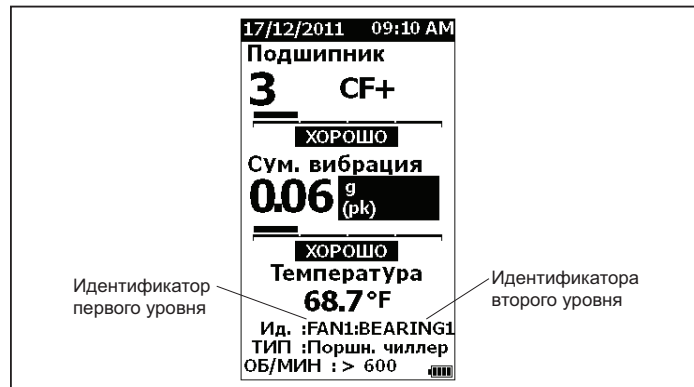 17/12/2011 09:10 AM
Подшипник
3 CF+
ХОРОШО
Сум. вибрация
0.06 g
(pk)
ХОРОШО
Температура
68.7°F
Ид. :FAN1:BEARING1
ТИП :Поршн. чиллер
ОБ/МИН :> 600
Идентификатор
первого уровня
Идентификатора
второго уровня